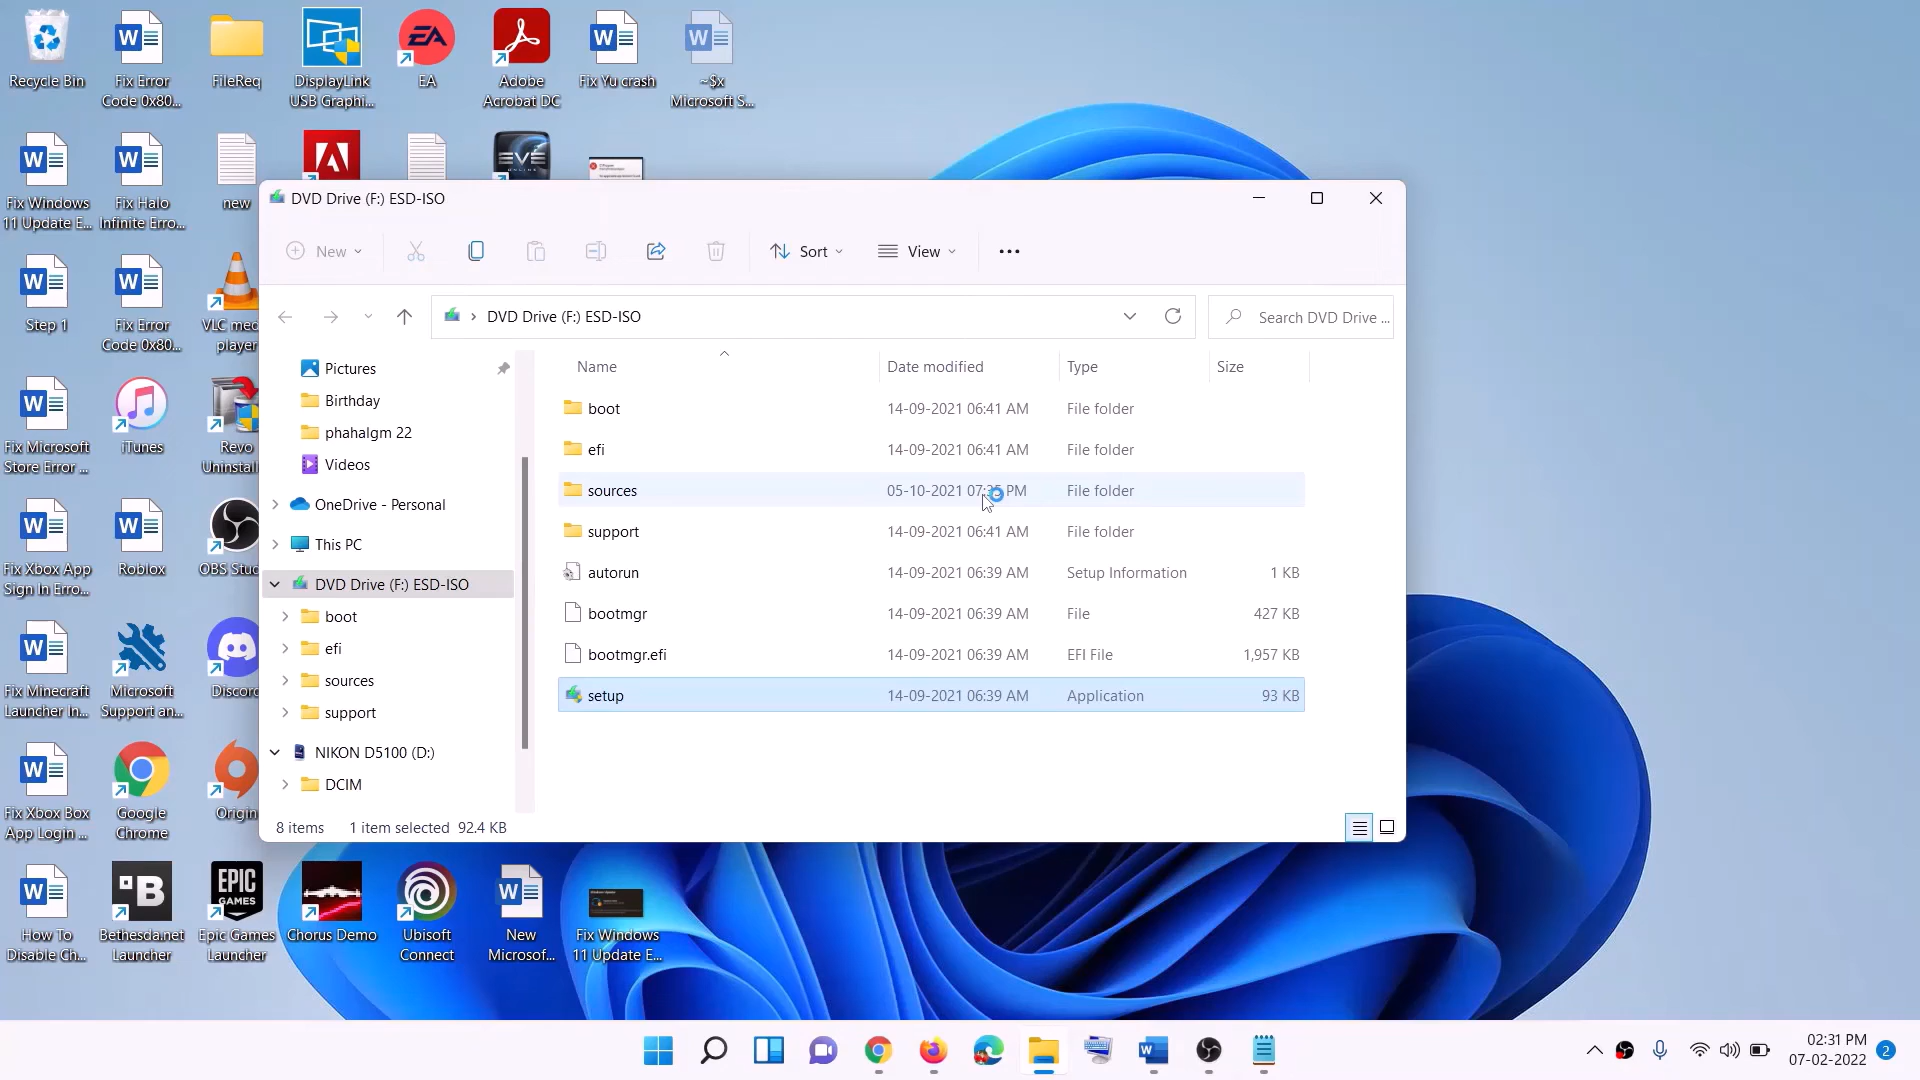 Recycle Bin
Fix Error
Code 0x80...
FileReq
DisplayLink
USB Graphi...
EA
EA
Adobe
Acrobat DC
Fix Yu crash
~$x
Microsoft S...
Fix Windows
11 Update E...
Fix Halo
Infinite Erro...
new
EVE
ONLINE
Step 1
Fix Error
Code 0x80...
VLC med
player
Fix Microsoft
Store Error ...
iTunes
Revo
Uninstall
Fix Xbox App
Sign In Erro...
Roblox
OBS Stud
Fix Minecraft
Launcher In...
Microsoft
Support an...
Discord
Fix Xbox Box
App Login ...
Google
Chrome
Origin
How To
Disable Ch...
Bethesda.net
Launcher
EPIC
GAMES
Epic Games
Launcher
Chorus Demo
Ubisoft
Connect
New
Microsof...
Fix Windows
11 Update E...
DVD Drive (F:) ESD-ISO
New
Sort
View
DVD Drive (F:) ESD-ISO
Search DVD Drive ...
Pictures
Birthday
phahalgm 22
Videos
OneDrive - Personal
This PC
DVD Drive (F:) ESD-ISO
boot
efi
sources
support
NIKON D5100 (D:)
DCIM
Name Date modified Type Size
boot 14-09-2021 06:41 AM File folder
efi 14-09-2021 06:41 AM File folder
sources 05-10-2021 PM File folder
support 14-09-2021 06:41 AM File folder
autorun 14-09-2021 06:39 AM Setup Information 1 KB
bootmgr 14-09-2021 06:39 AM File 427 KB
bootmgr.efi 14-09-2021 06:39 AM EFI File 1,957 KB
setup 14-09-2021 06:39 AM Application 93 KB
8 items 1 item selected 92.4 KB
02:31 PM
07-02-2022
2